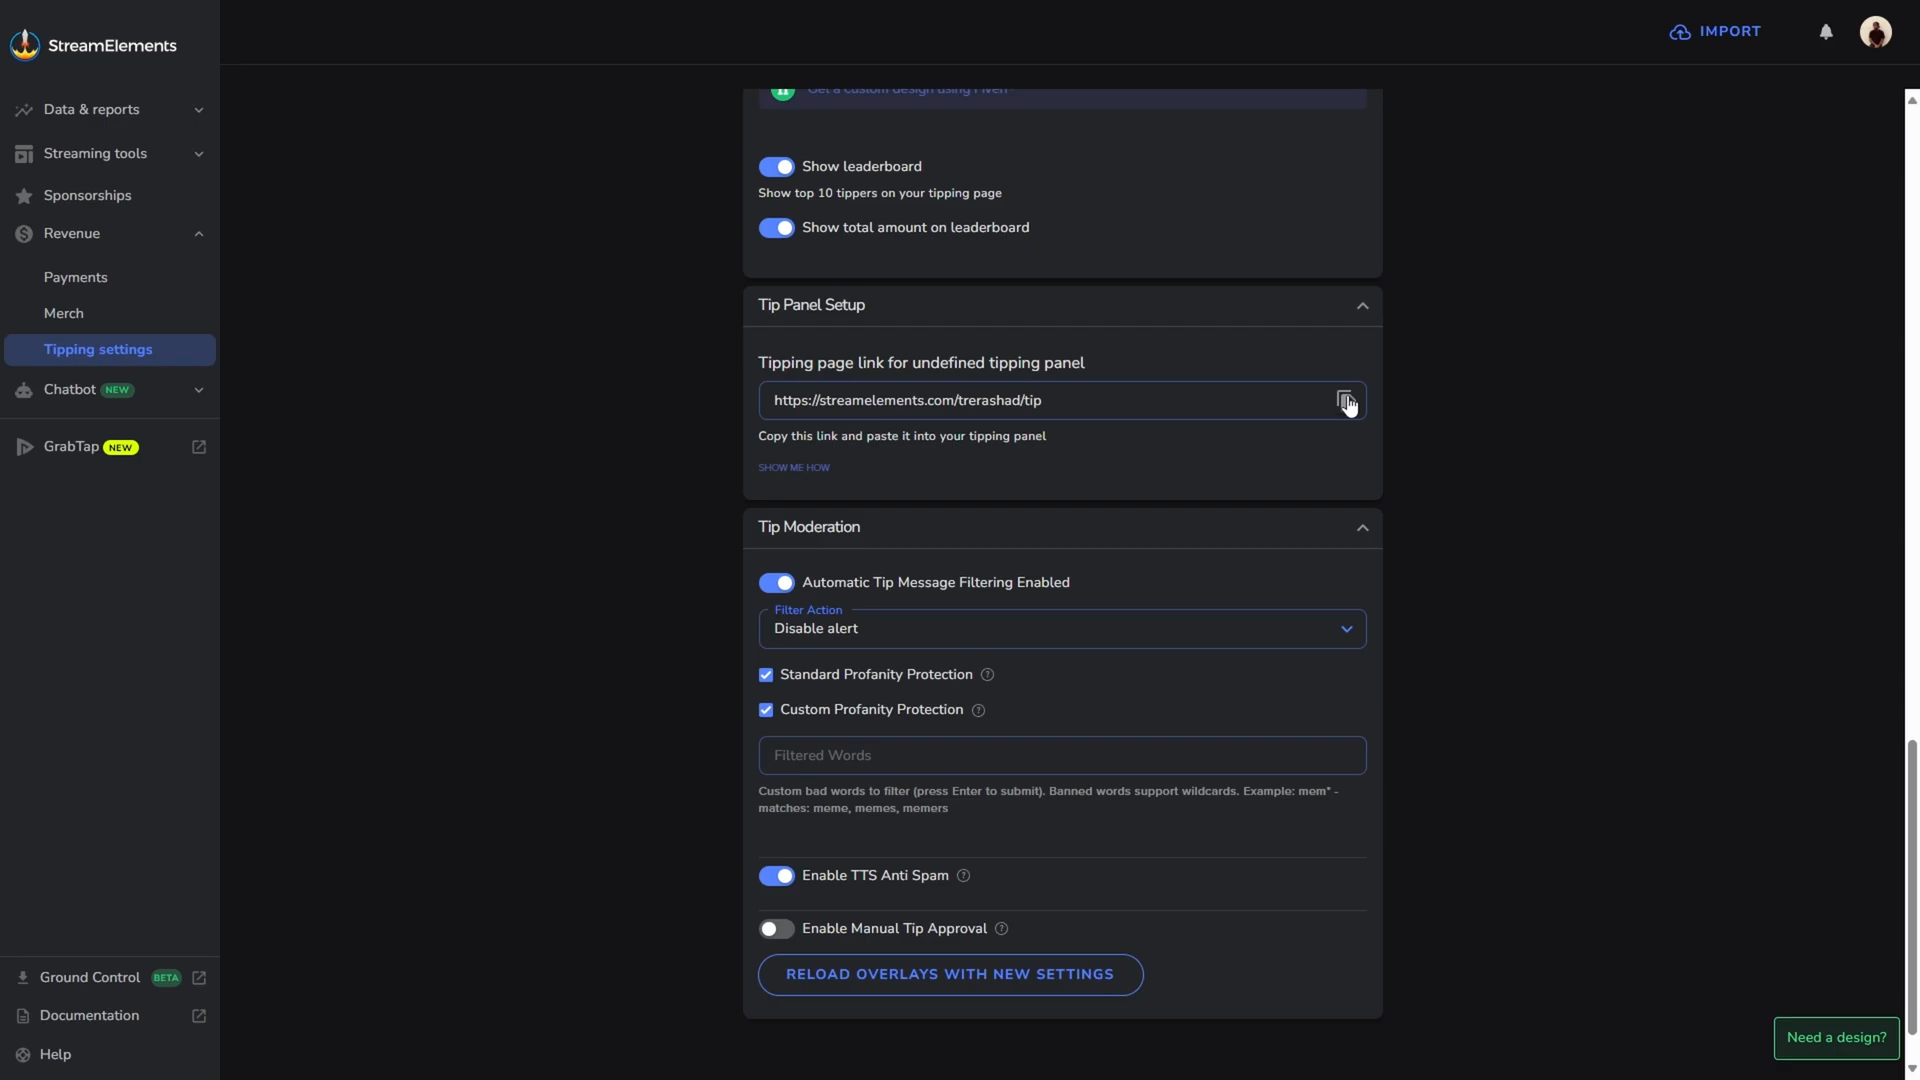 StreamElements
IMPORT
Data & reports
Streaming tools
Sponsorships
Revenue
Payments
Merch
Tipping settings
Chatbot NEW
GrabTap NEW
Ground Control BETA
Documentation
Help
Get a custom design using Fiverr
Show leaderboard
Show top 10 tippers on your tipping page
Show total amount on leaderboard
Tip Panel Setup
Tipping page link for undefined tipping panel
https://streamelements.com/trerashad/tip
Copy this link and paste it into your tipping panel
SHOW ME HOW
Tip Moderation
Automatic Tip Message Filtering Enabled
Filter Action
Disable alert
Standard Profanity Protection ?
Custom Profanity Protection ?
Filtered Words
Custom bad words to filter (press Enter to submit). Banned words support wildcards. Example: mem* -
matches: meme, memes, memers
Enable TTS Anti Spam ?
Enable Manual Tip Approval ?
RELOAD OVERLAYS WITH NEW SETTINGS
Need a design?